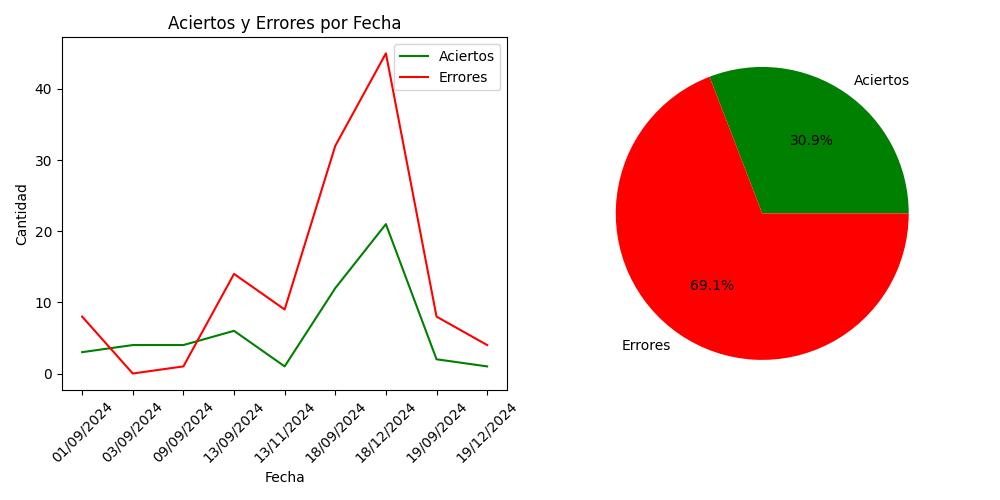 Aciertos y Errores por Fecha
Aciertos
Errores
Cantidad
40
30
20
10
0
01/09/2024
03/09/2024
09/09/2024
13/09/2024
13/11/2024
18/09/2024
18/12/2024
19/09/2024
19/12/2024
Fecha
Aciertos
30.9%
69.1%
Errores